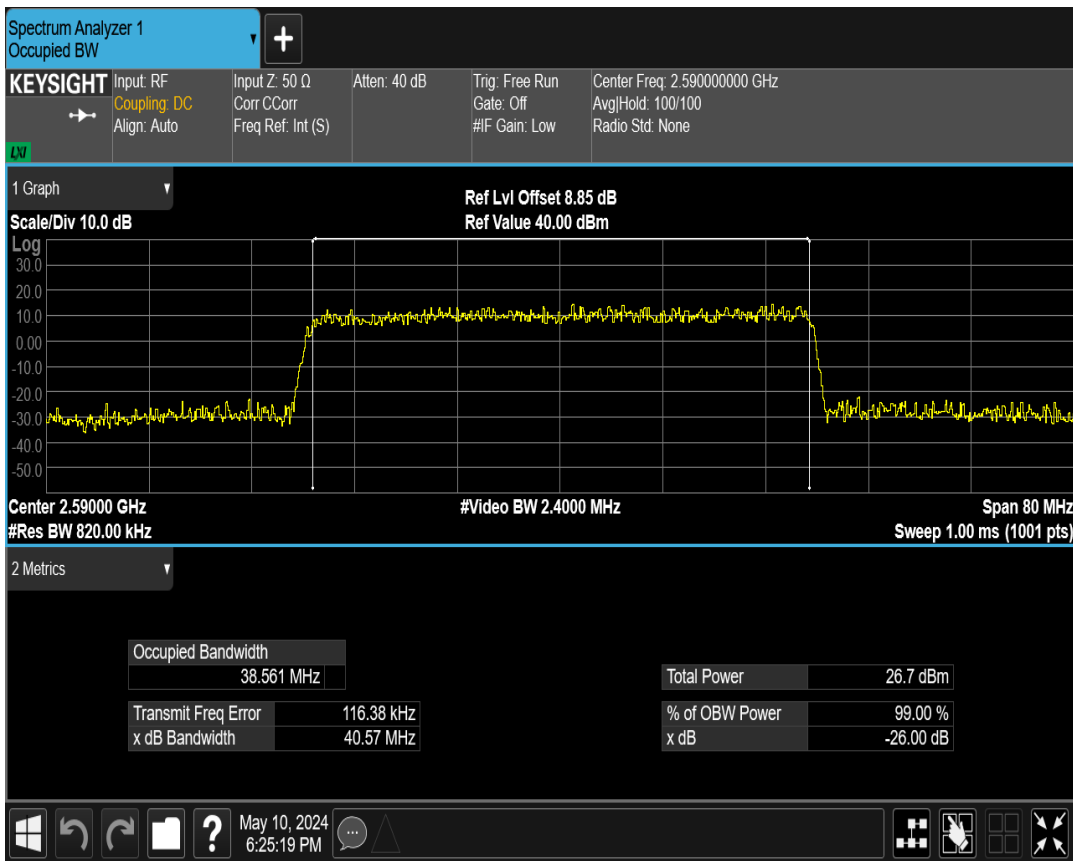 Spectrum Analyzer 1
Occupied BW
+
KEYSIGHT
LXI
Input: RF
Coupling: DC
Align: Auto
Input Z: 50 Ω
Corr CCorr
Freq Ref: Int (S)
Atten: 40 dB
Trig: Free Run
Gate: Off
#IF Gain: Low
Center Freq: 2.590000000 GHz
Avg|Hold: 100/100
Radio Std: None
1 Graph
Scale/Div 10.0 dB
Ref Lvl Offset 8.85 dB
Ref Value 40.00 dBm
Log
30.0
20.0
10.0
0.00
-10.0
-20.0
-30.0
-40.0
-50.0
Center 2.59000 GHz
#Video BW 2.4000 MHz
Span 80 MHz
#Res BW 820.00 kHz
Sweep 1.00 ms (1001 pts)
2 Metrics
Occupied Bandwidth
38.561 MHz
Transmit Freq Error 116.38 kHz
x dB Bandwidth 40.57 MHz
Total Power 26.7 dBm
% of OBW Power 99.00 %
x dB -26.00 dB
?
May 10, 2024
6:25:19 PM